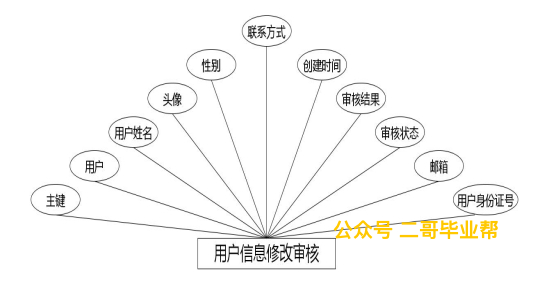 联系方式
性别
创建时间
头像
审核结果
用户姓名
审核状态
用户
邮箱
主键
用户身份证号
公众号 二哥毕业帮
用户信息修改审核